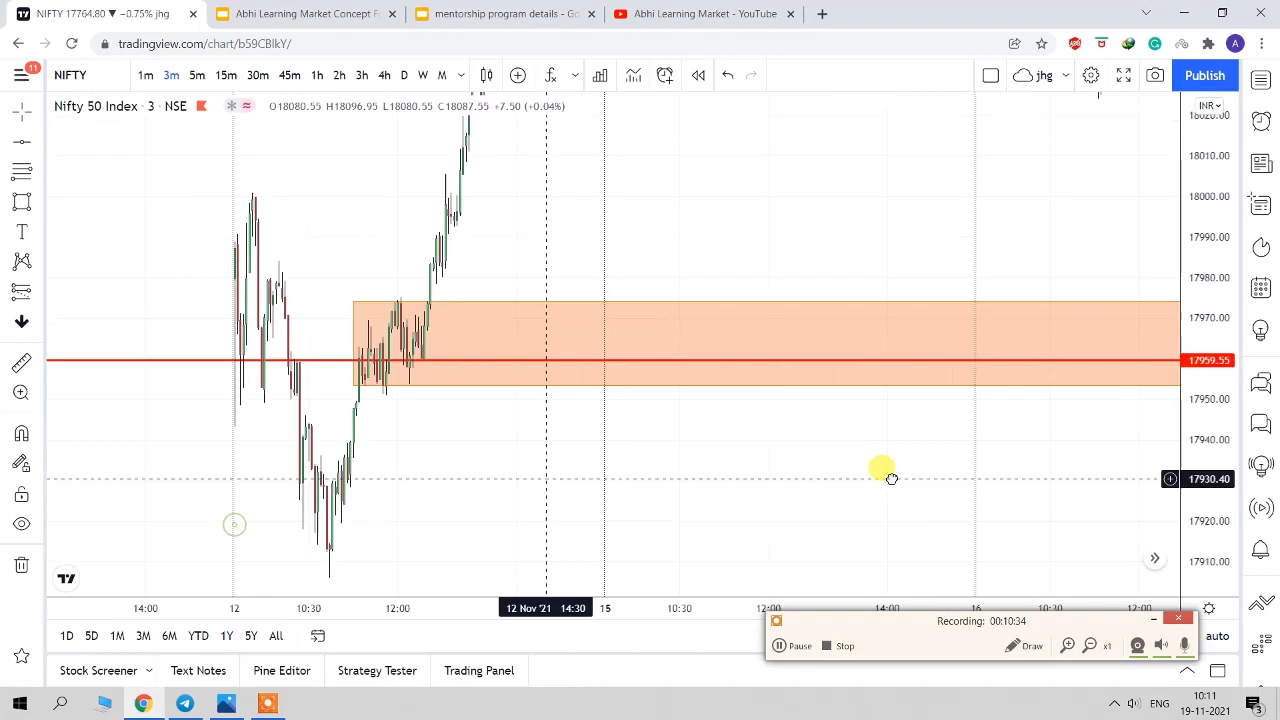 NIFTY 17764.80 ▼ −0.75% jhg
Abhi Learning Market Concpt F
membership program details - Go
Abhi Learning Market - YouTube
tradingview.com/chart/b59CBlkY/
A
11
NIFTY
1m 3m 5m 15m 30m 45m 1h 2h 3h 4h D W M
jhg
Publish
Nifty 50 Index · 3 · NSE
O18080.55 H18096.95 L18080.55 C18087.55 +7.50 (+0.04%)
INR
18020.00
18010.00
18000.00
17990.00
17980.00
17970.00
17959.55
17950.00
17940.00
17930.40
17920.00
17910.00
14:00 12 10:30 12:00 12 Nov '21 14:30 15 10:30 12:00 14:00 16 10:30 12:00
1D 5D 1M 3M 6M YTD 1Y 5Y All
auto
Recording: 00:10:34
Pause Stop Draw x1
Stock Screener Text Notes Pine Editor Strategy Tester Trading Panel
ENG
10:11
19-11-2021
3